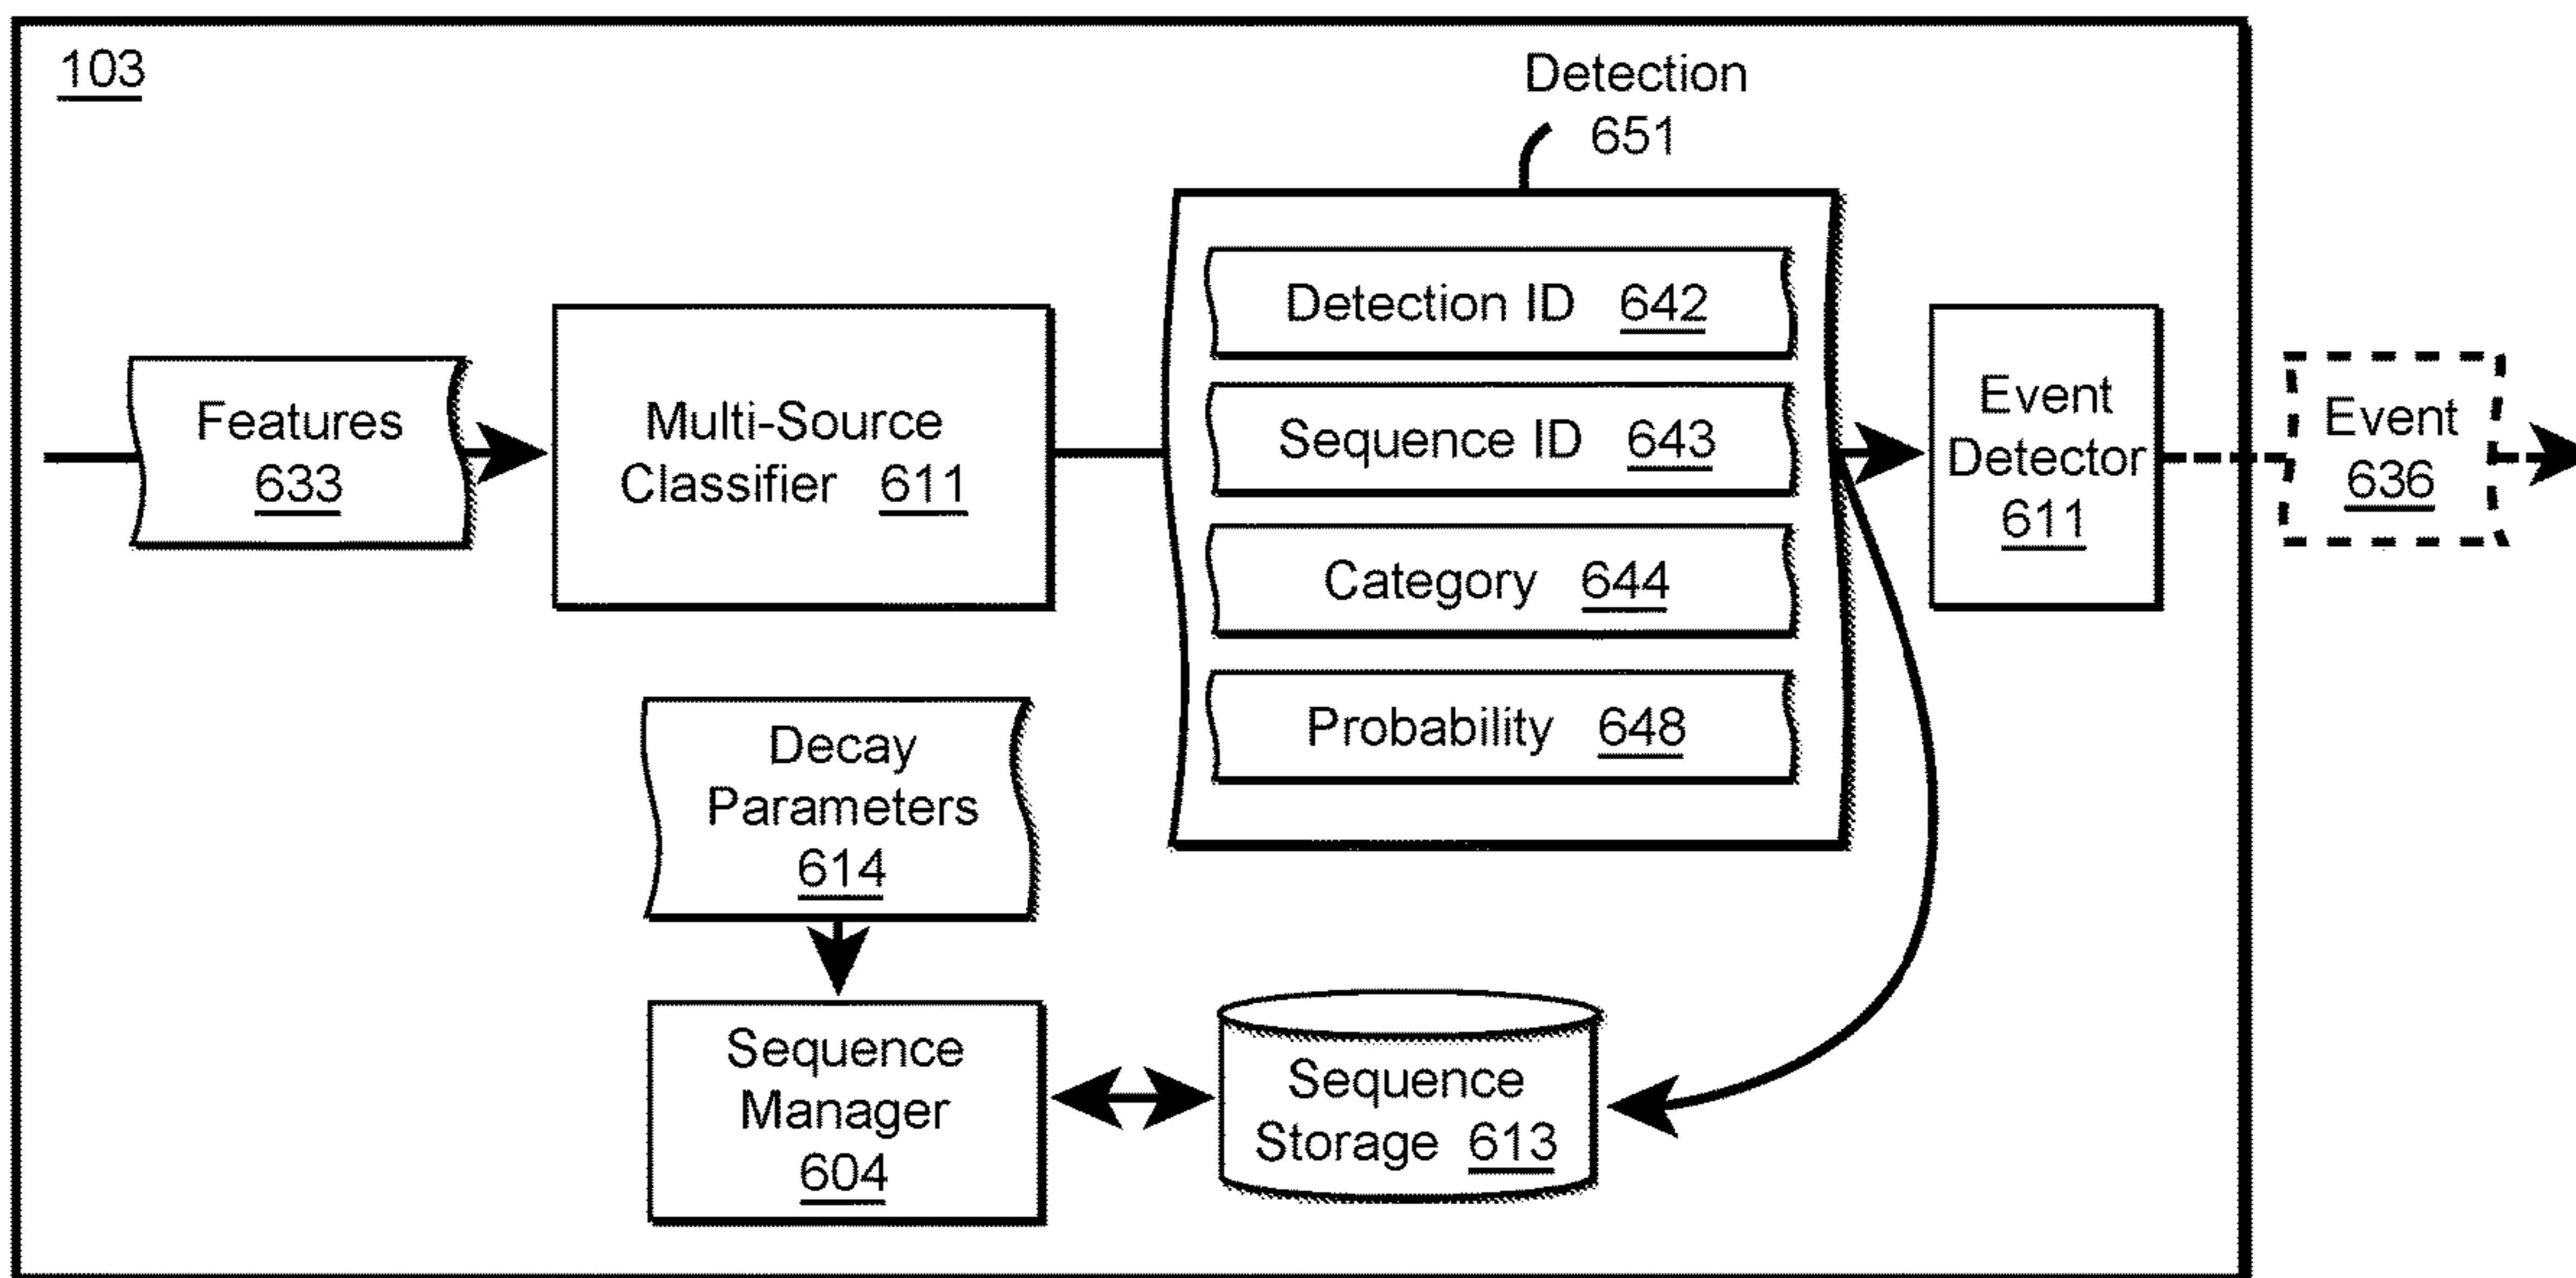 103
Detection
651
Features
633
Multi-Source
Classifier 611
Detection ID 642
Sequence ID 643
Category 644
Probability 648
Event
Detector
611
Event
636
Decay
Parameters
614
Sequence
Manager
604
Sequence
Storage 613